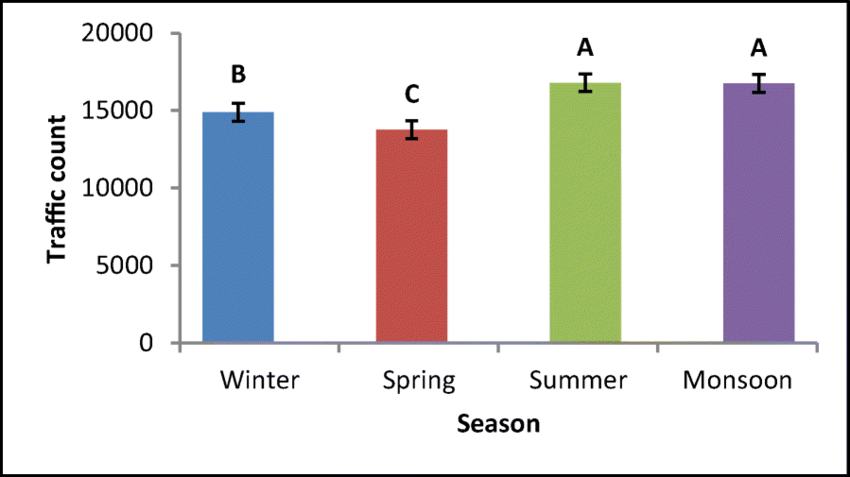 20000
15000
10000
5000
0
Traffic count
B
C
A
A
Winter
Spring
Summer
Monsoon
Season